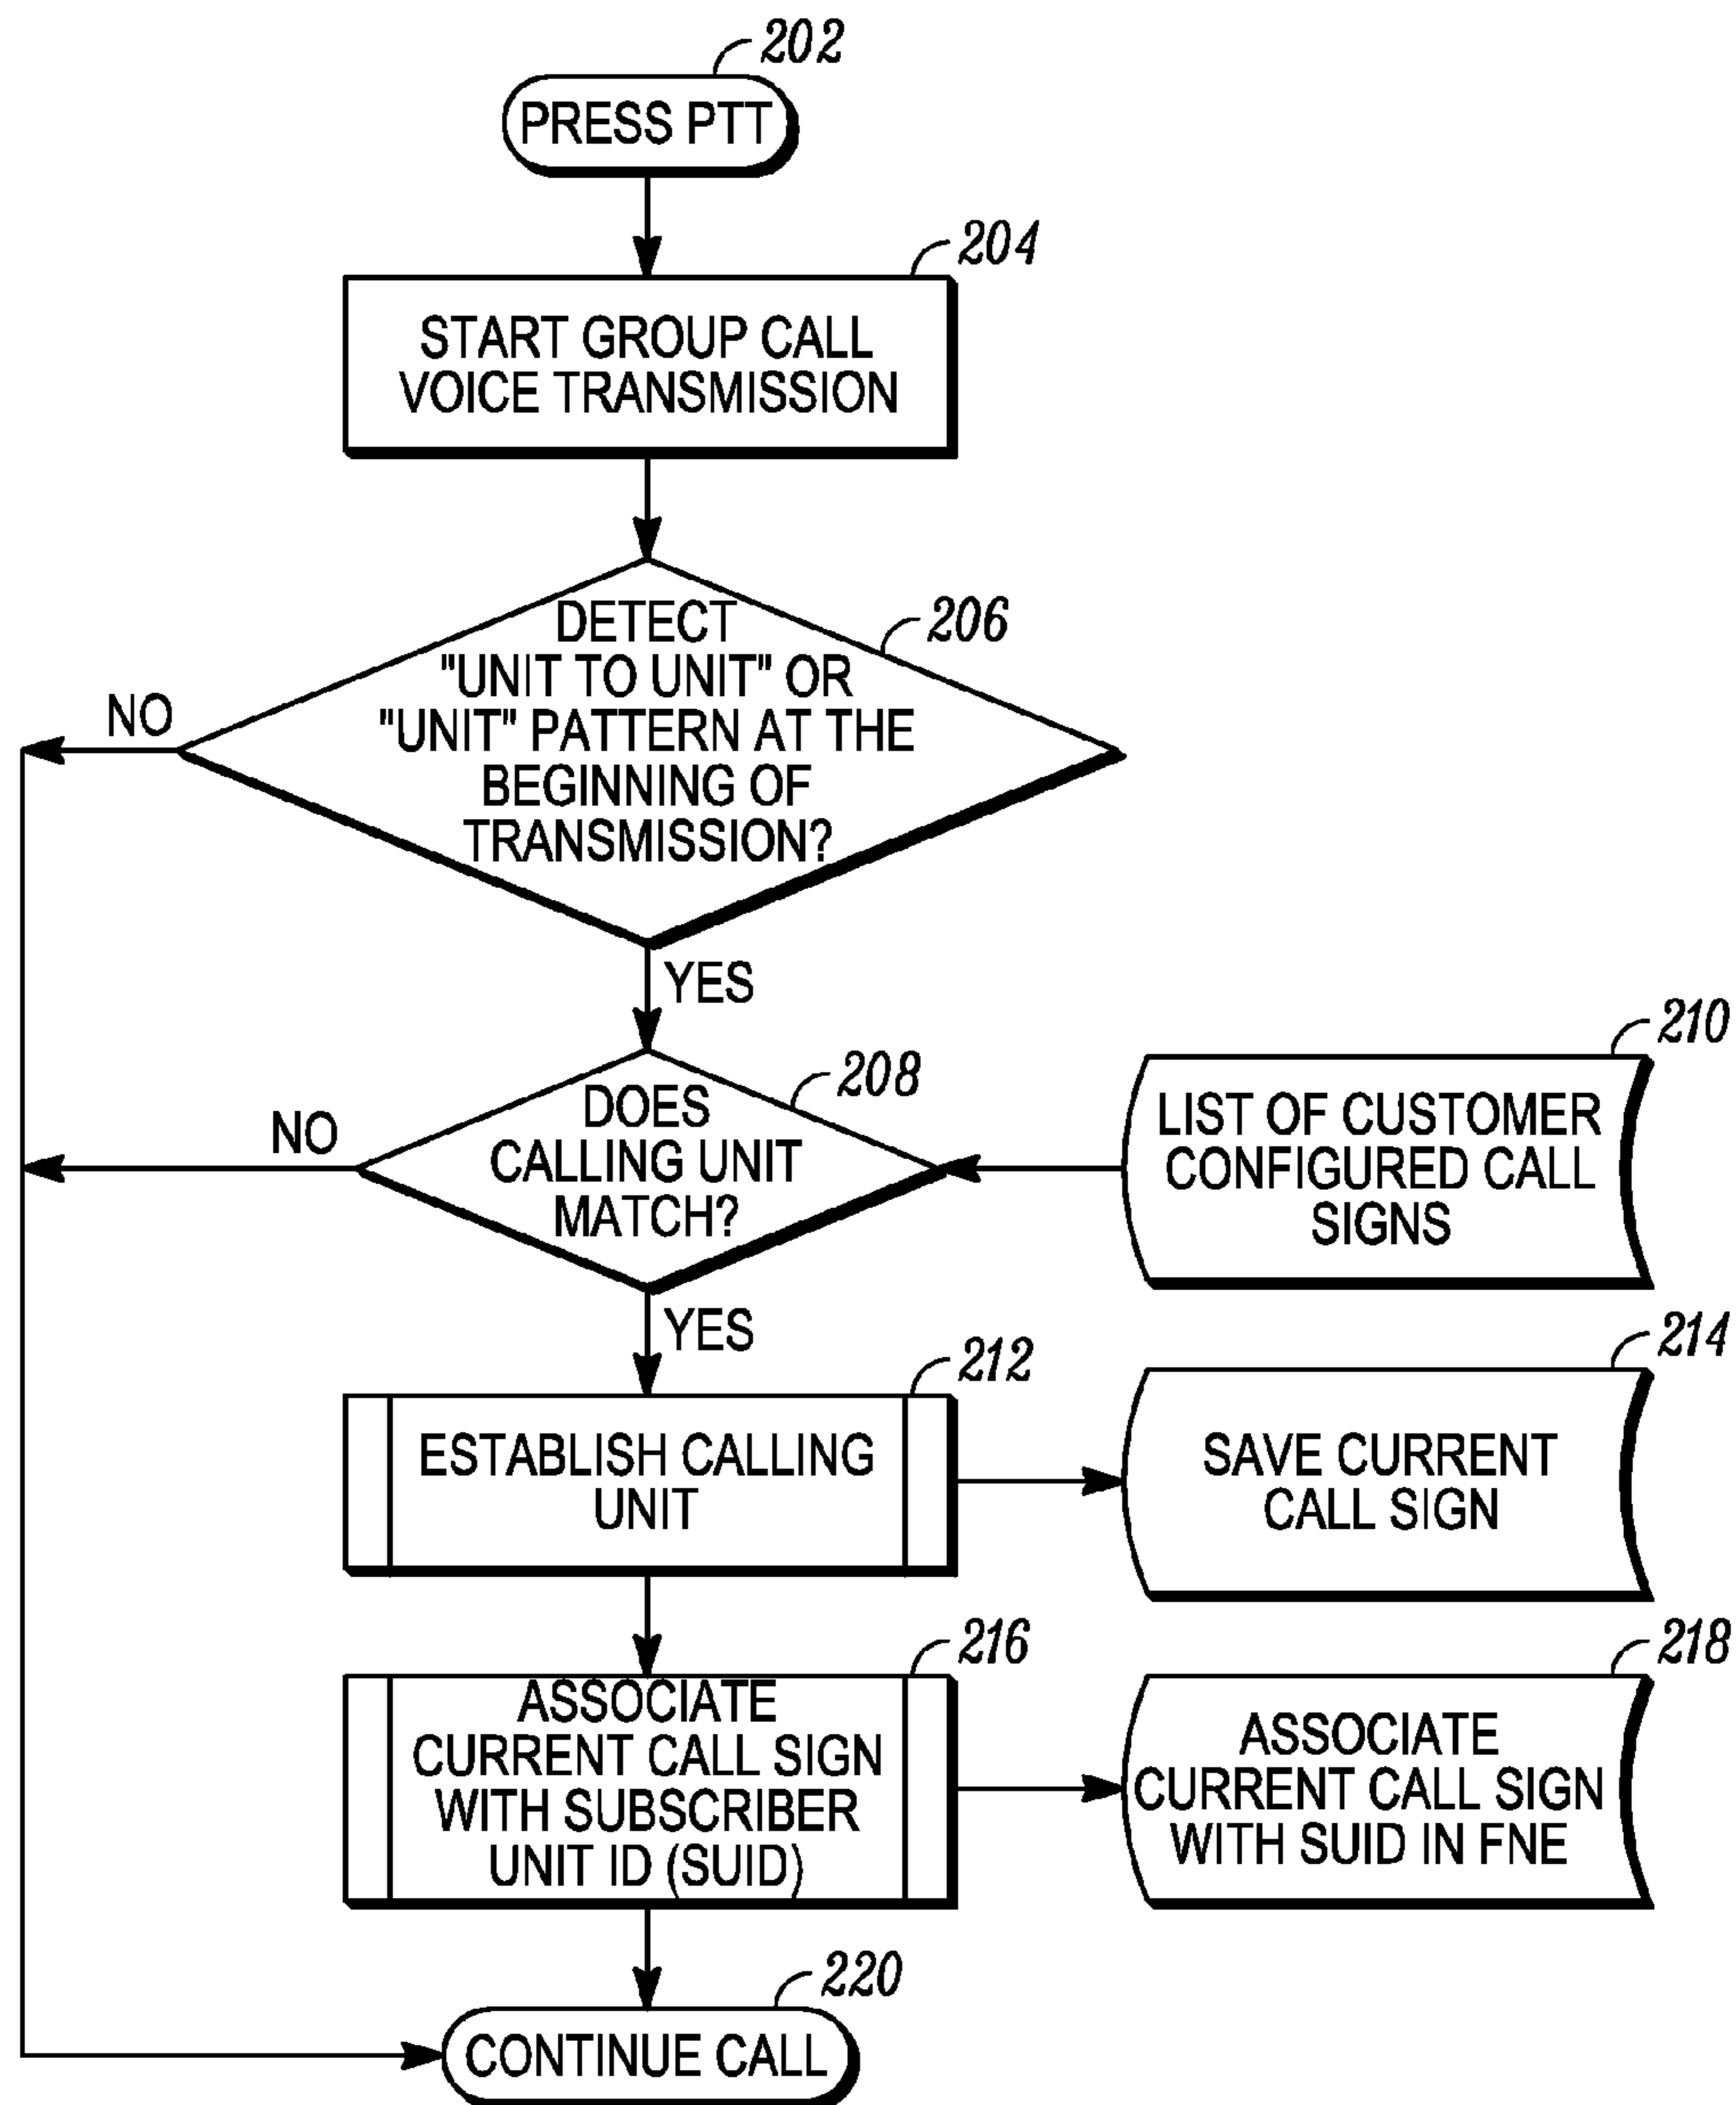 202
PRESS PTT
204
START GROUP CALL
VOICE TRANSMISSION
206
DETECT
"UNIT TO UNIT" OR
"UNIT" PATTERN AT THE
BEGINNING OF
TRANSMISSION?
NO
YES
208
DOES
CALLING UNIT
MATCH?
NO
210
LIST OF CUSTOMER
CONFIGURED CALL
SIGNS
YES
212
ESTABLISH CALLING
UNIT
214
SAVE CURRENT
CALL SIGN
216
ASSOCIATE
CURRENT CALL SIGN
WITH SUBSCRIBER
UNIT ID (SUID)
218
ASSOCIATE
CURRENT CALL SIGN
WITH SUID IN FNE
220
CONTINUE CALL